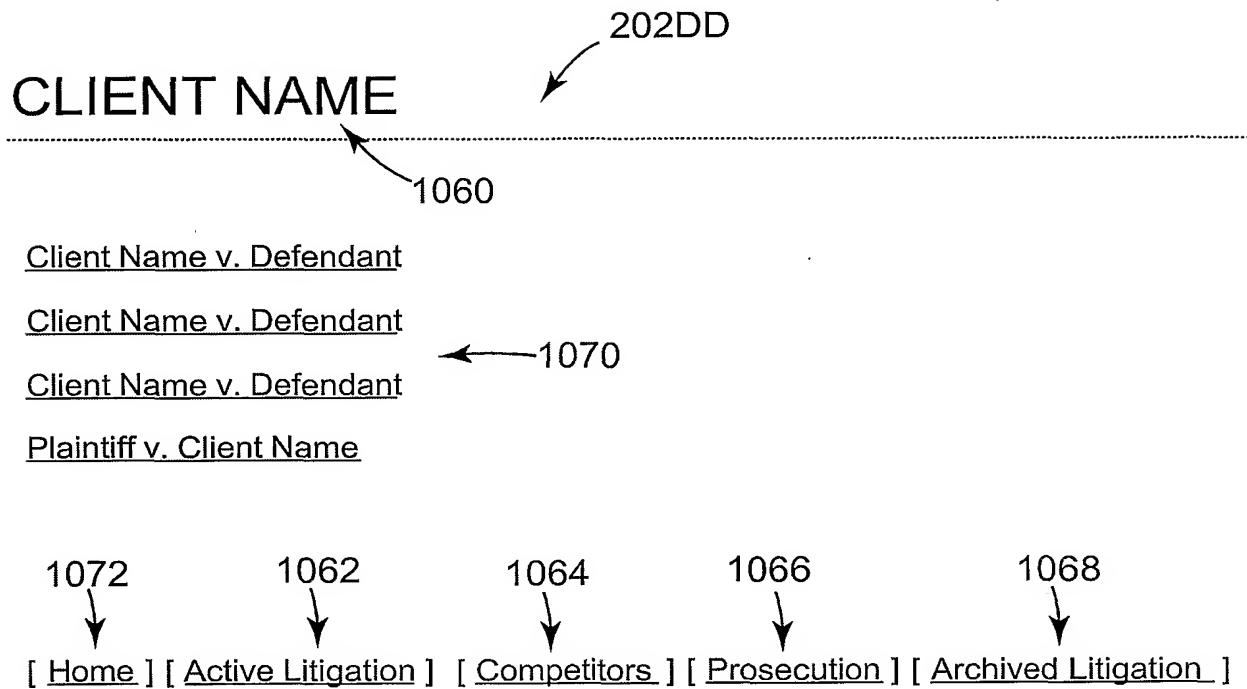 202DD
CLIENT NAME
1060
Client Name v. Defendant
Client Name v. Defendant
1070
Client Name v. Defendant
Plaintiff v. Client Name
1072 1062 1064 1066 1068
[ Home ] [ Active Litigation ] [ Competitors ] [ Prosecution ] [ Archived Litigation ]